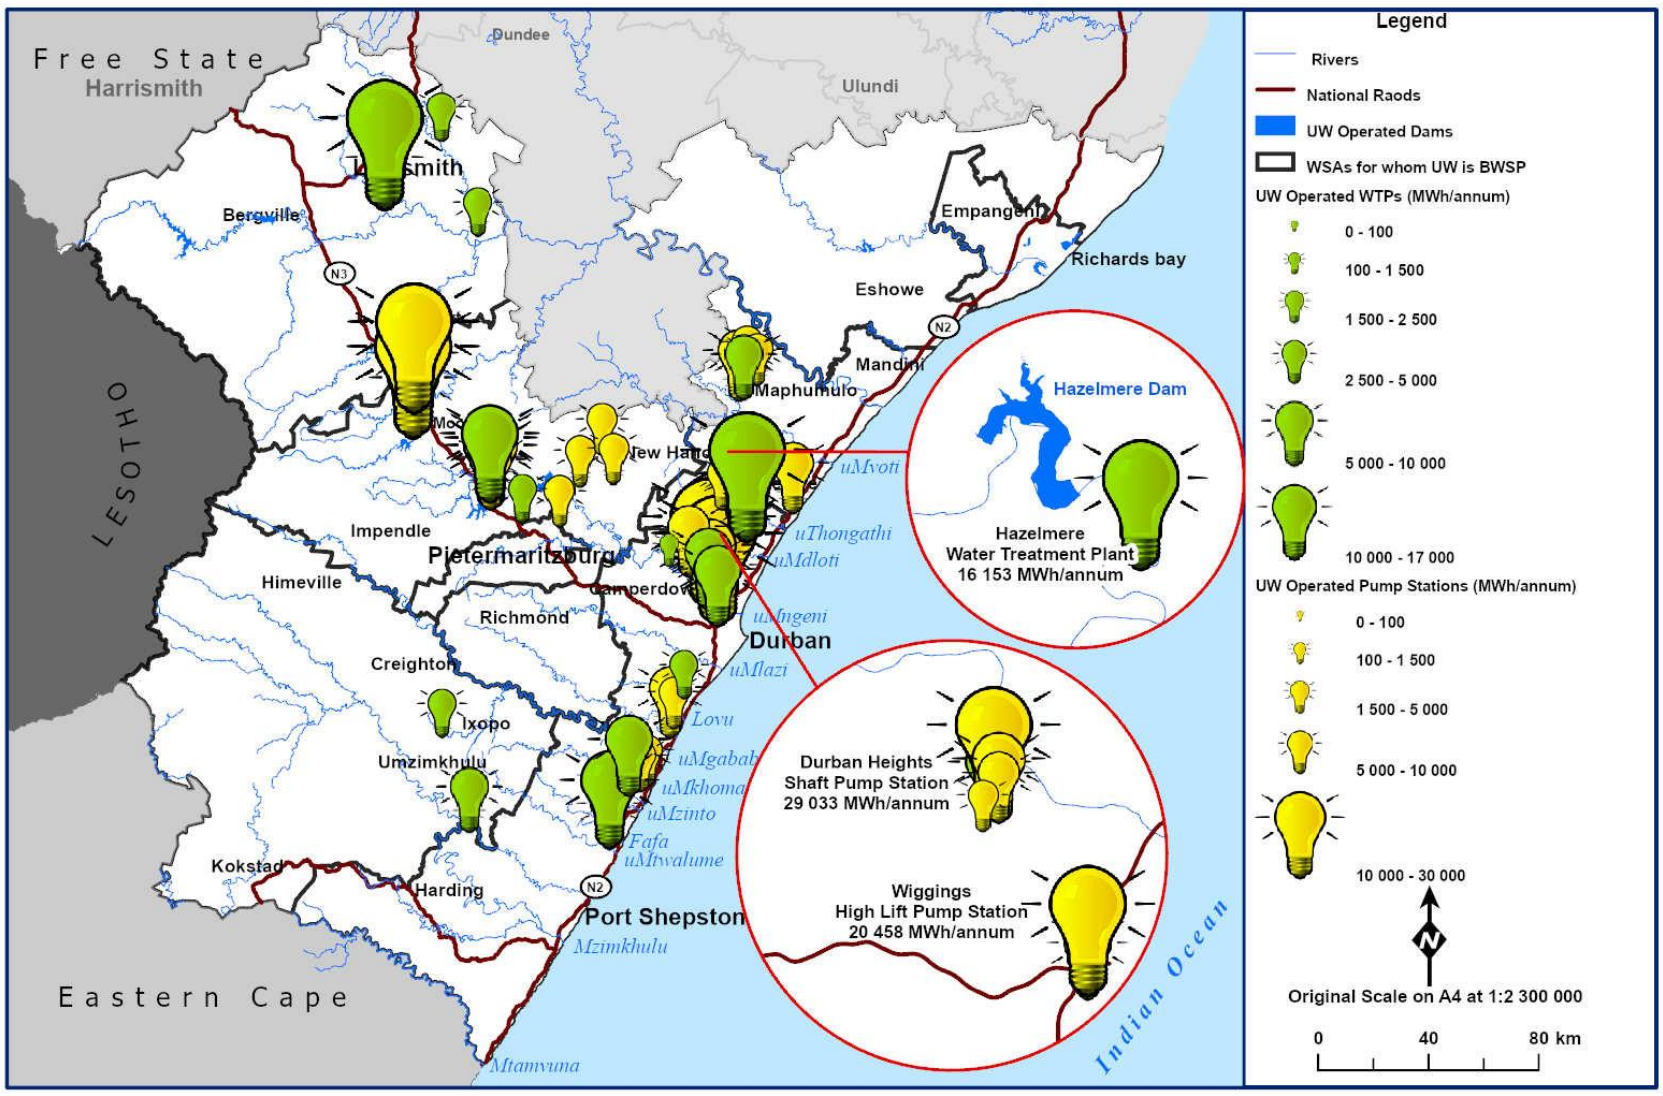 Free State
Harrismith
Dundee
Ulundi
smith
Bergville
N3
Empangeni
Richards bay
Eshowe
N2
Mandini
Maphumulo
uMvoti
Impendle
Pietermaritzburg
uThongathi
uMdloti
Himeville
Richmond
uMngeni
Durban
Creighton
uMlazi
Ixopo
Lovu
Umzimkhulu
uMgabab
uMkhoma
uMzinto
Fafa
uMtwalume
Kokstad
Harding
N2
Port Shepston
Mzimkhulu
Eastern Cape
Mtamvuna
LESOTHO
Indian Ocean
Hazelmere Dam
Hazelmere
Water Treatment Plant
16 153 MWh/annum
Durban Heights
Shaft Pump Station
29 033 MWh/annum
Wiggings
High Lift Pump Station
20 458 MWh/annum
Legend
Rivers
National Raods
UW Operated Dams
WSAs for whom UW is BWSP
UW Operated WTPs (MWh/annum)
0 - 100
100 - 1 500
1 500 - 2 500
2 500 - 5 000
5 000 - 10 000
10 000 - 17 000
UW Operated Pump Stations (MWh/annum)
0 - 100
100 - 1 500
1 500 - 5 000
5 000 - 10 000
10 000 - 30 000
N
Original Scale on A4 at 1:2 300 000
0 40 80 km